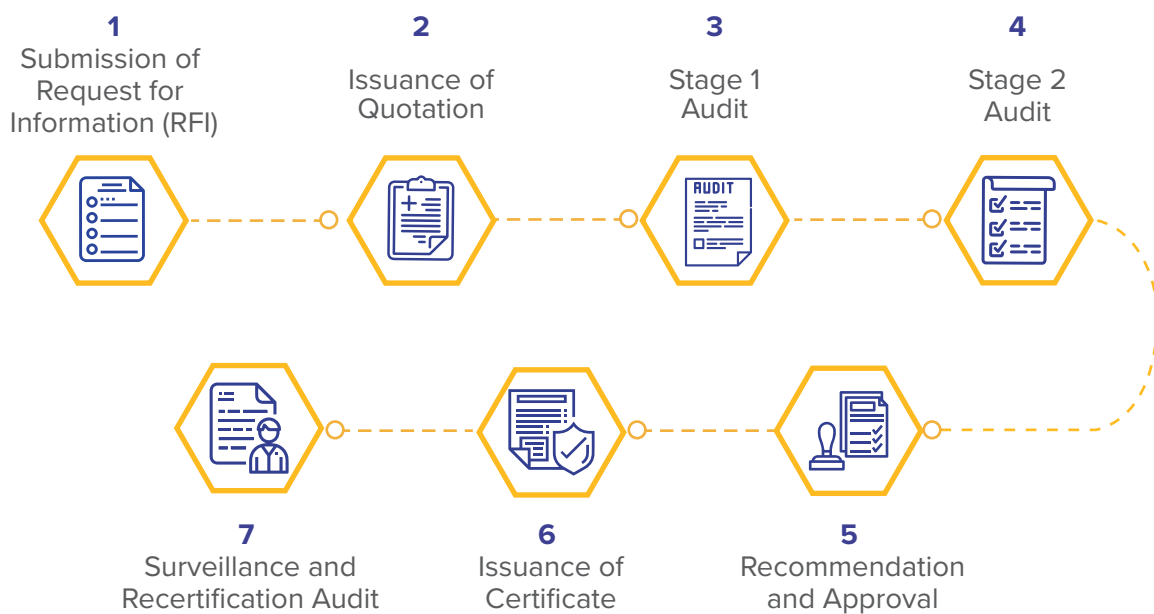 1
Submission of
Request for
Information (RFI)
2
Issuance of
Quotation
3
Stage 1
Audit
4
Stage 2
Audit
AUDIT
7
Surveillance and
Recertification Audit
6
Issuance of
Certificate
5
Recommendation
and Approval